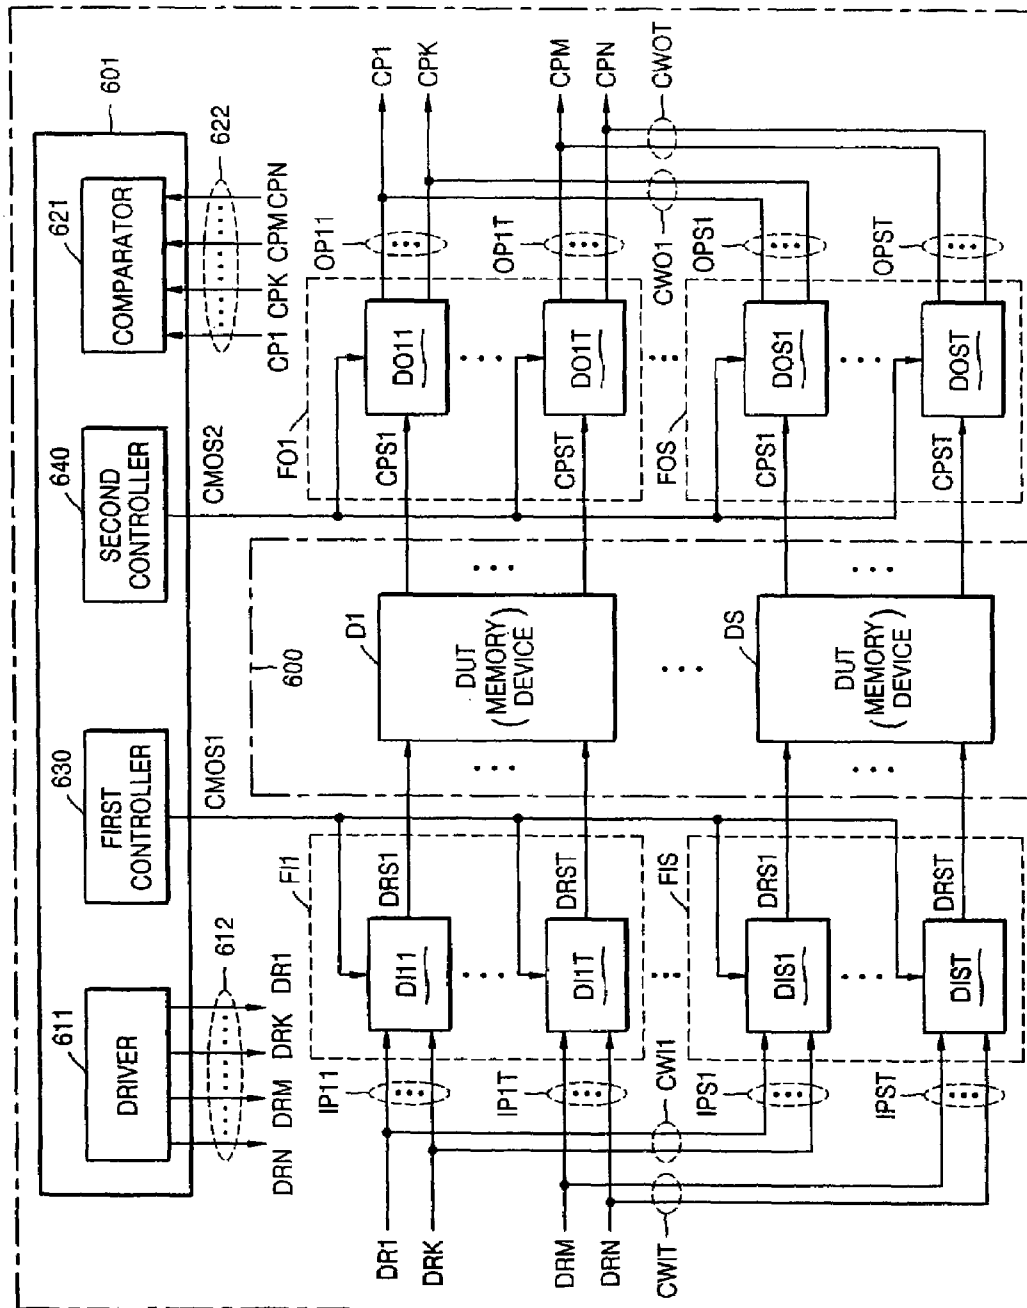 601
611
DRIVER
630
FIRST
CONTROLLER
640
SECOND
CONTROLLER
621
COMPARATOR
612
DRN
DRM
DRK
DR1
CMOS1
CMOS2
622
CP1
CPK
CPM
CPN
600
FI1
DI11
DRS1
DI1T
DRST
IP11
IP1T
DR1
DRK
DRM
DRN
CWI1
CWIT
FIS
DIS1
DRS1
DIST
DRST
IPS1
IPST
D1
DUT
(MEMORY
DEVICE)
DS
DUT
(MEMORY
DEVICE)
FO1
CPS1
DO11
CPST
DO1T
OP11
OP1T
CP1
CPK
CPM
CPN
CWO1
CWOT
FOS
CPS1
DOS1
CPST
DOST
OPS1
OPST